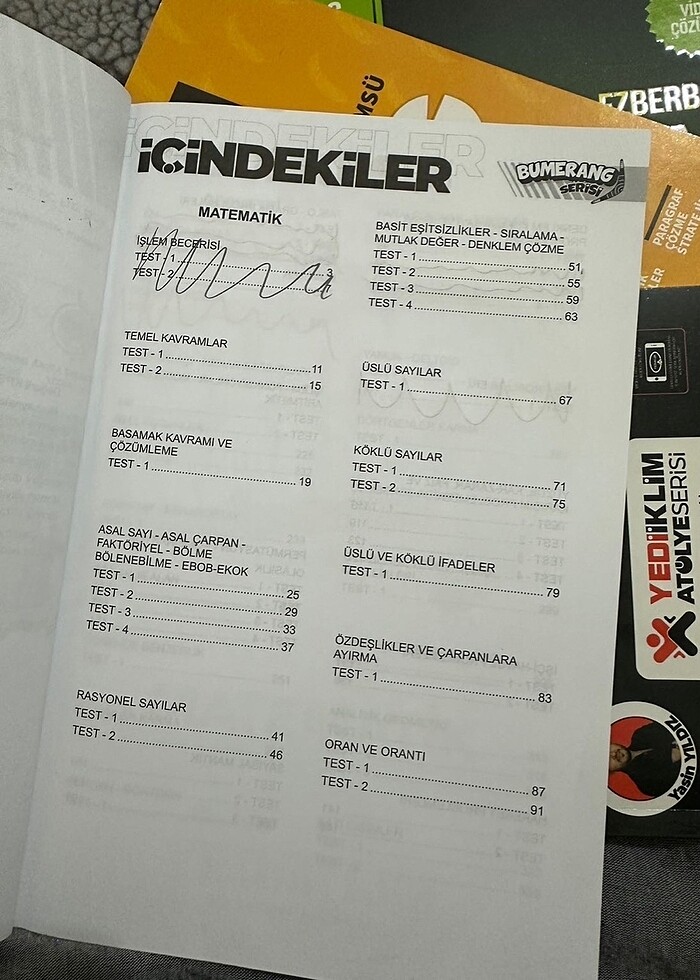 İÇİNDEKİLER
BUMERANG
SERİSİ
MATEMATİK
İŞLEM BECERİSİ
TEST - 1 ........ 3
TEST - 2
TEMEL KAVRAMLAR
TEST - 1 ........ 11
TEST - 2 ........ 15
BASAMAK KAVRAMI VE
ÇÖZÜMLEME
TEST - 1 ........ 19
ASAL SAYI - ASAL ÇARPAN -
FAKTÖRİYEL - BÖLME
BÖLENEBİLME - EBOB-EKOK
TEST - 1 ........ 25
TEST - 2 ........ 29
TEST - 3 ........ 33
TEST - 4 ........ 37
RASYONEL SAYILAR
TEST - 1 ........ 41
TEST - 2 ........ 46
BASİT EŞİTSİZLİKLER - SIRALAMA -
MUTLAK DEĞER - DENKLEM ÇÖZME
TEST - 1 ........ 51
TEST - 2 ........ 55
TEST - 3 ........ 59
TEST - 4 ........ 63
ÜSLÜ SAYILAR
TEST - 1 ........ 67
KÖKLÜ SAYILAR
TEST - 1 ........ 71
TEST - 2 ........ 75
ÜSLÜ VE KÖKLÜ İFADELER
TEST - 1 ........ 79
ÖZDEŞLİKLER VE ÇARPANLARA
AYIRMA
TEST - 1 ........ 83
ORAN VE ORANTI
TEST - 1 ........ 87
TEST - 2 ........ 91
EZBERB
PARAGRAF
ÇÖZME
STRATE
YEDİİKLİM
ATÖLYESERİSİ
Yasin YILDIZ